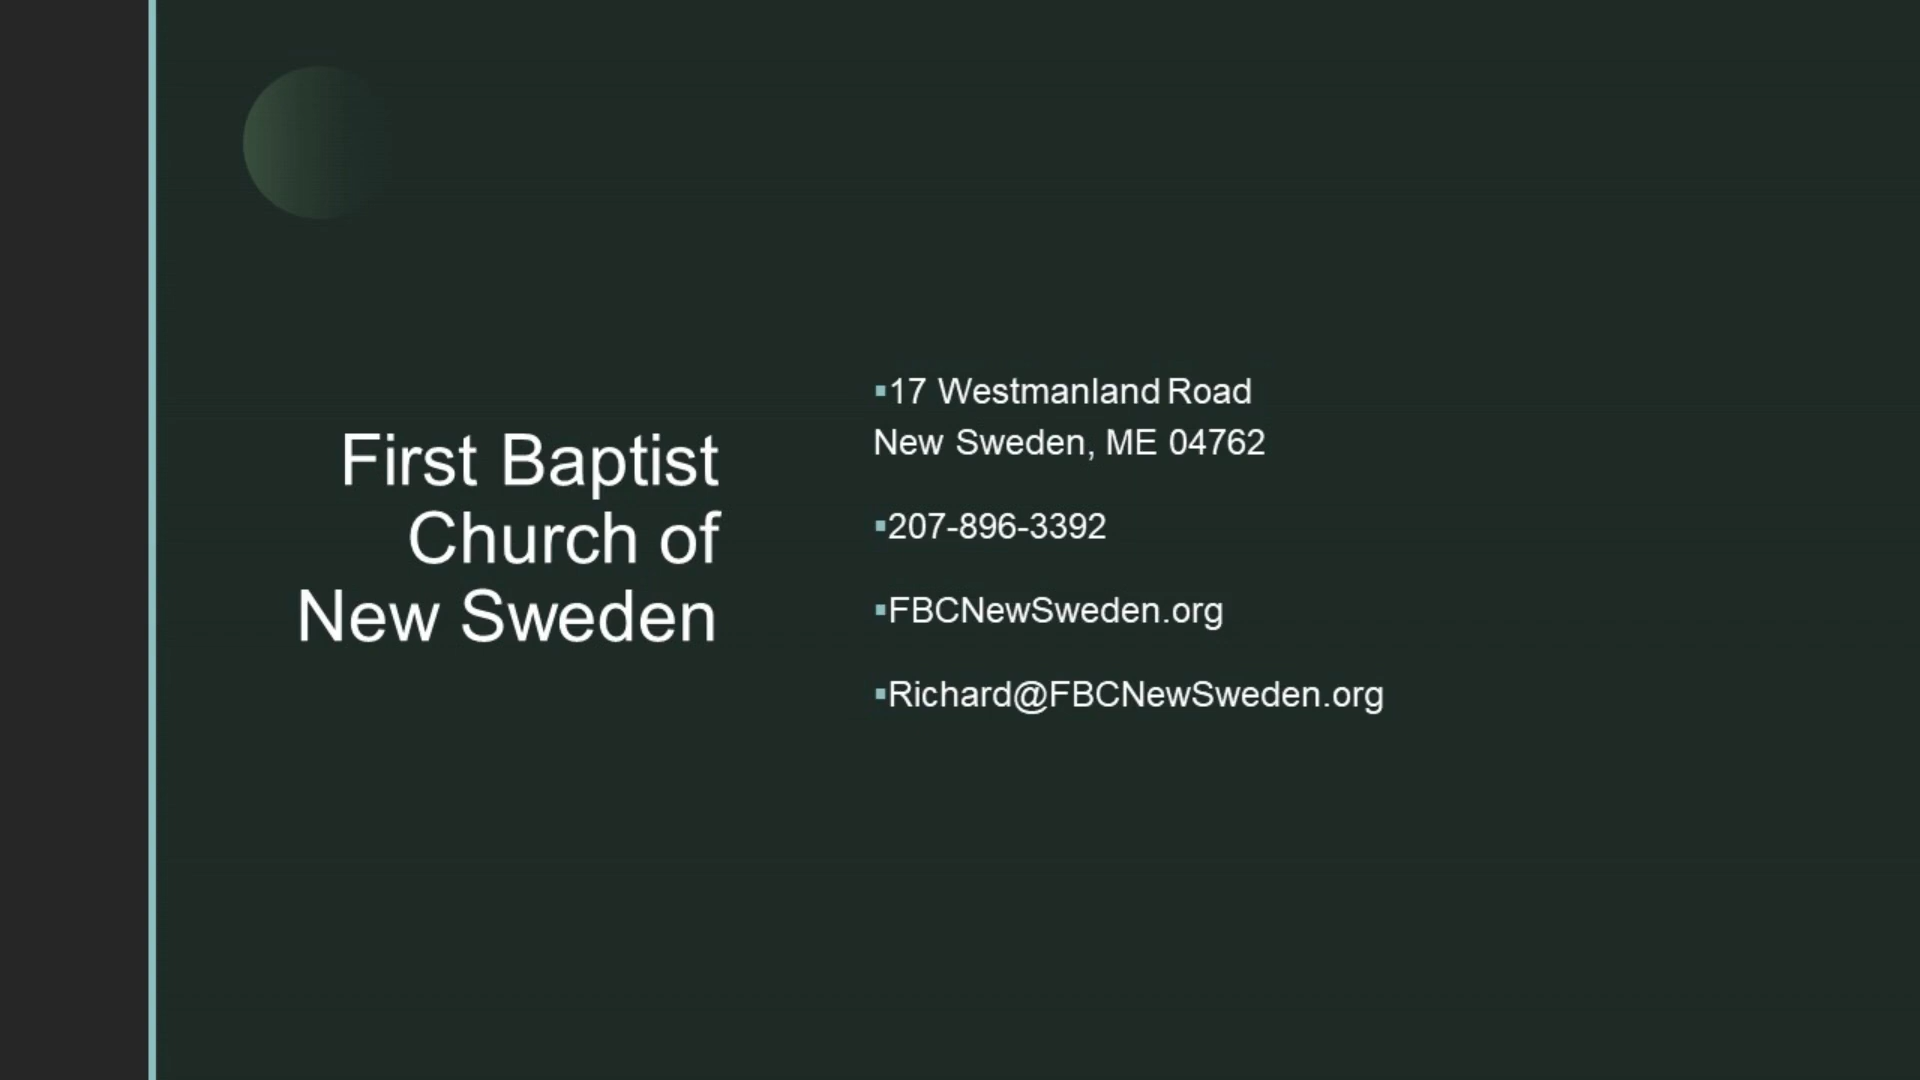 First Baptist
Church of
New Sweden
▪17 Westmanland Road
New Sweden, ME 04762
▪207-896-3392
▪FBCNewSweden.org
▪Richard@FBCNewSweden.org